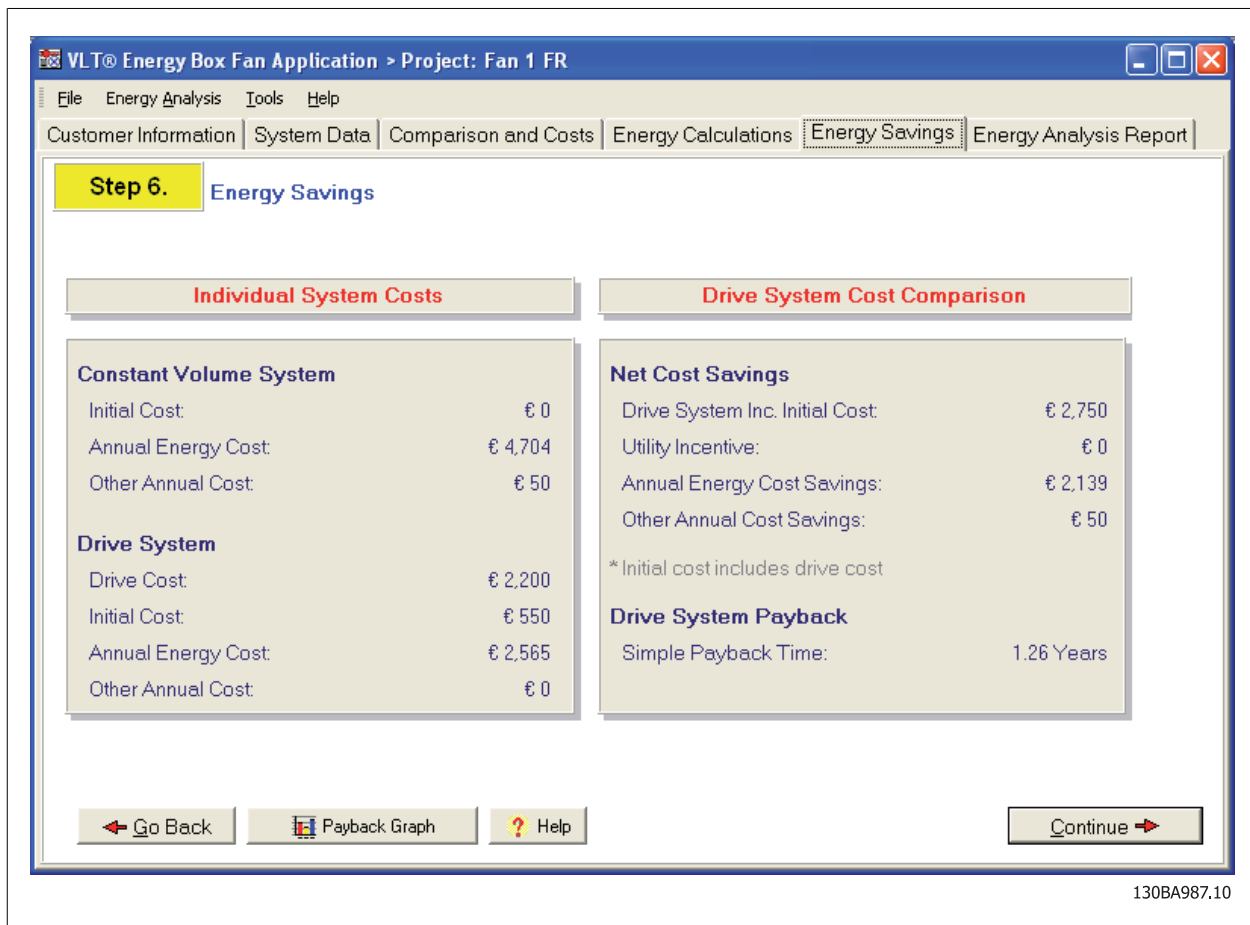 VLT® Energy Box Fan Application > Project: Fan 1 FR
File Energy Analysis Tools Help
Customer Information System Data Comparison and Costs Energy Calculations Energy Savings Energy Analysis Report
Step 6. Energy Savings
Individual System Costs
Constant Volume System
Initial Cost: € 0
Annual Energy Cost: € 4,704
Other Annual Cost: € 50
Drive System
Drive Cost: € 2,200
Initial Cost: € 550
Annual Energy Cost: € 2,565
Other Annual Cost: € 0
Drive System Cost Comparison
Net Cost Savings
Drive System Inc. Initial Cost: € 2,750
Utility Incentive: € 0
Annual Energy Cost Savings: € 2,139
Other Annual Cost Savings: € 50
* Initial cost includes drive cost
Drive System Payback
Simple Payback Time: 1.26 Years
Go Back Payback Graph ? Help Continue
130BA987.10